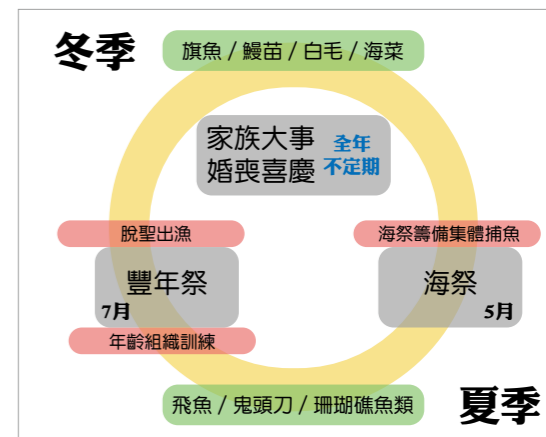 冬季
旗魚 / 鰻苗 / 白毛 / 海菜
家族大事
婚喪喜慶
全年
不定期
脫聖出漁
豐年祭
7月
年齡組織訓練
海祭籌備集體捕魚
海祭
5月
飛魚 / 鬼頭刀 / 珊瑚礁魚類
夏季